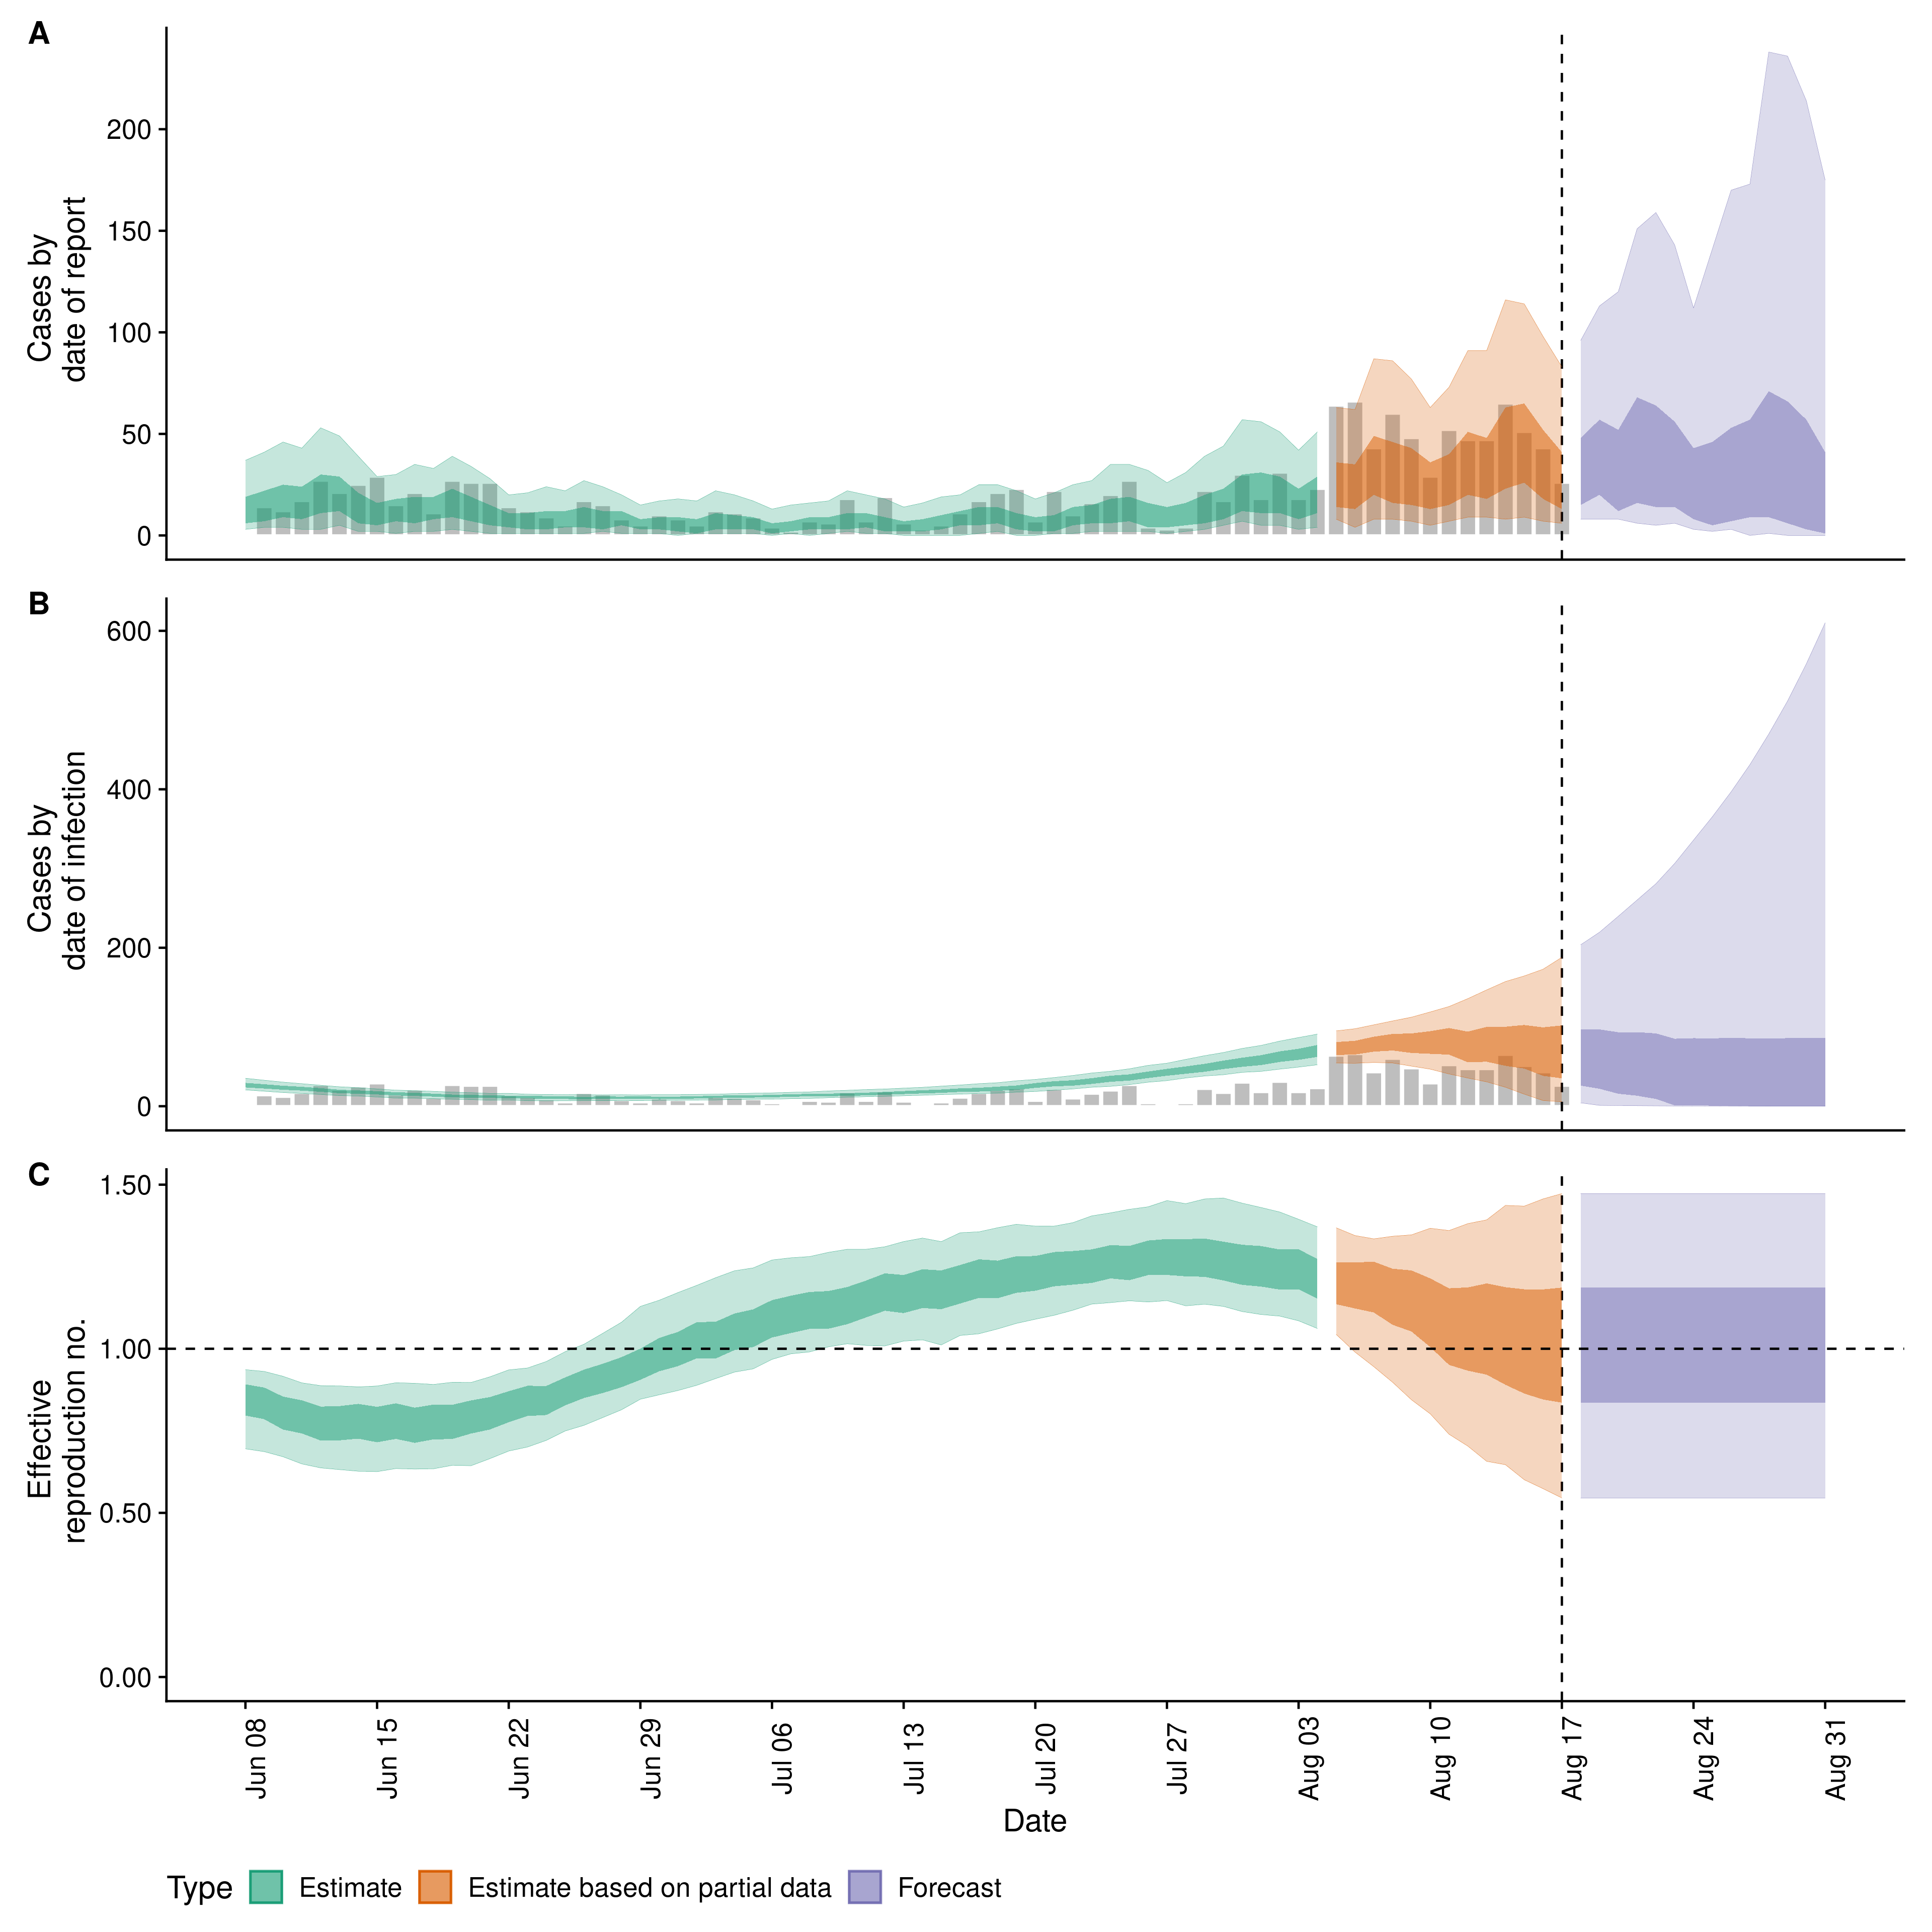 A
Cases by
date of report
200
150
100
50
0
B
Cases by
date of infection
600
400
200
0
C
Effective
reproduction no.
1.50
1.00
0.50
0.00
Jun 08
Jun 15
Jun 22
Jun 29
Jul 06
Jul 13
Jul 20
Jul 27
Aug 03
Aug 10
Aug 17
Aug 24
Aug 31
Date
Type Estimate Estimate based on partial data Forecast